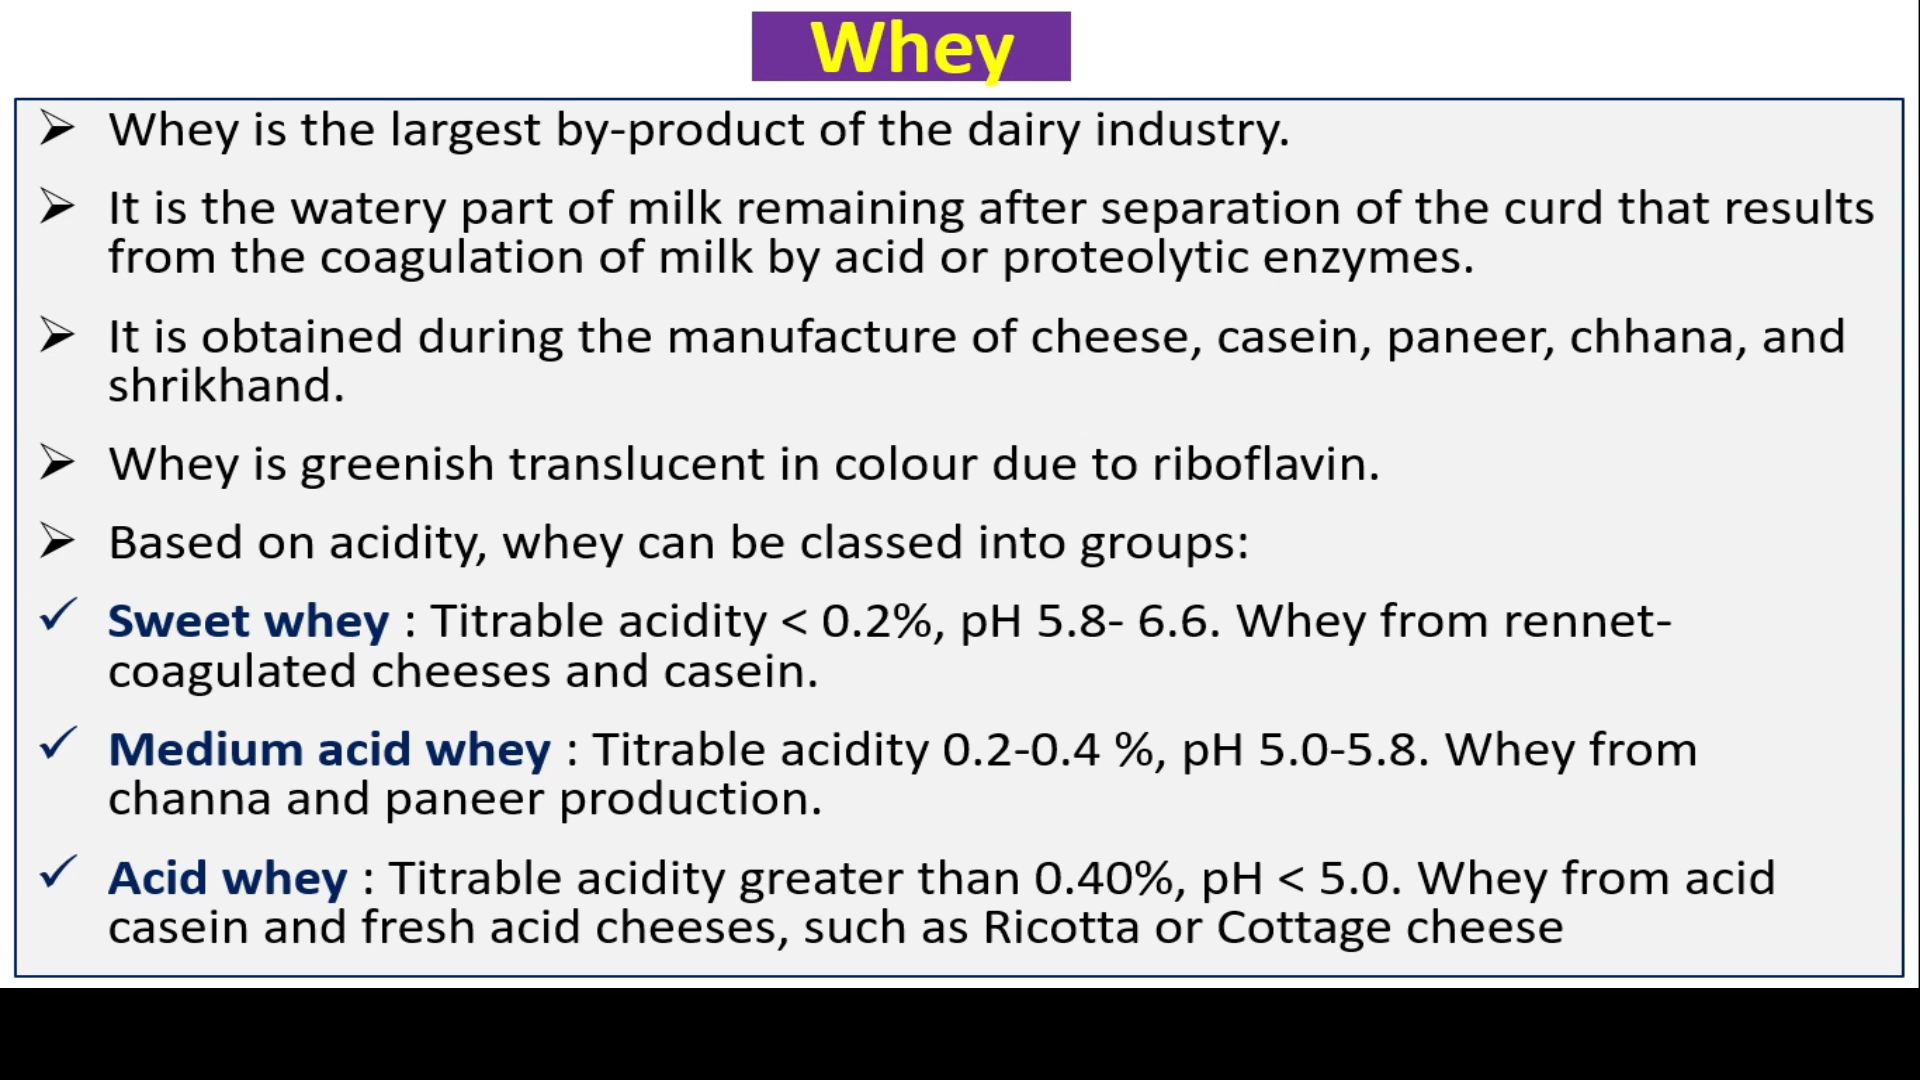 Whey
➢ Whey is the largest by-product of the dairy industry.
➢ It is the watery part of milk remaining after separation of the curd that results
from the coagulation of milk by acid or proteolytic enzymes.
➢ It is obtained during the manufacture of cheese, casein, paneer, chhana, and
shrikhand.
➢ Whey is greenish translucent in colour due to riboflavin.
➢ Based on acidity, whey can be classed into groups:
✓ Sweet whey : Titrable acidity < 0.2%, pH 5.8- 6.6. Whey from rennet-
coagulated cheeses and casein.
✓ Medium acid whey : Titrable acidity 0.2-0.4 %, pH 5.0-5.8. Whey from
channa and paneer production.
✓ Acid whey : Titrable acidity greater than 0.40%, pH < 5.0. Whey from acid
casein and fresh acid cheeses, such as Ricotta or Cottage cheese